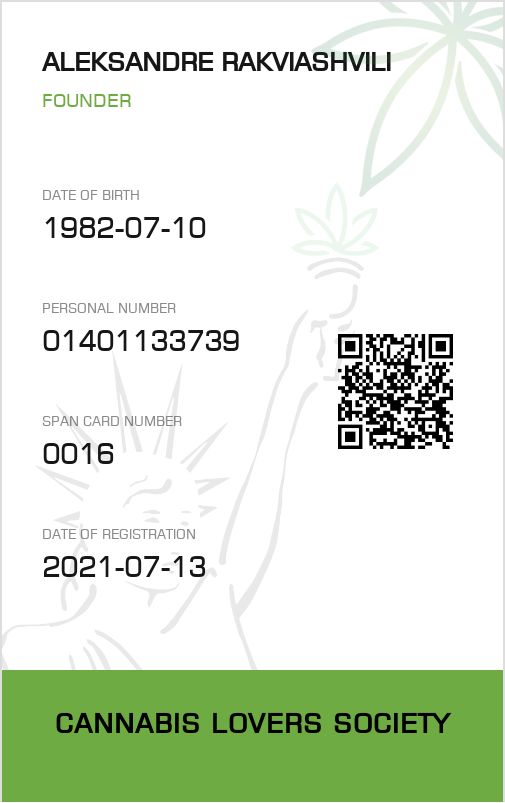 ALEKSANDRE RAKVIASHVILI
FOUNDER
DATE OF BIRTH
1982-07-10
PERSONAL NUMBER
01401133739
SPAN CARD NUMBER
0016
DATE OF REGISTRATION
2021-07-13
CANNABIS LOVERS SOCIETY